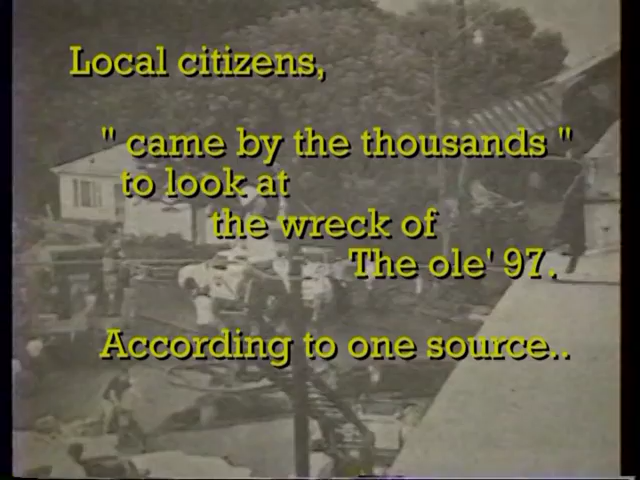 Local citizens,
" came by the thousands "
to look at
the wreck of
The ole' 97.
According to one source..